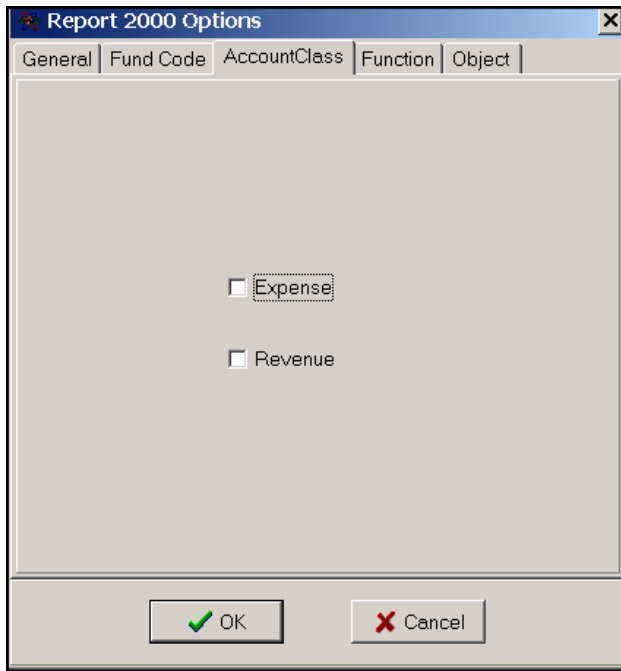 Report 2000 Options
General Fund Code AccountClass Function Object
Expense
Revenue
OK Cancel